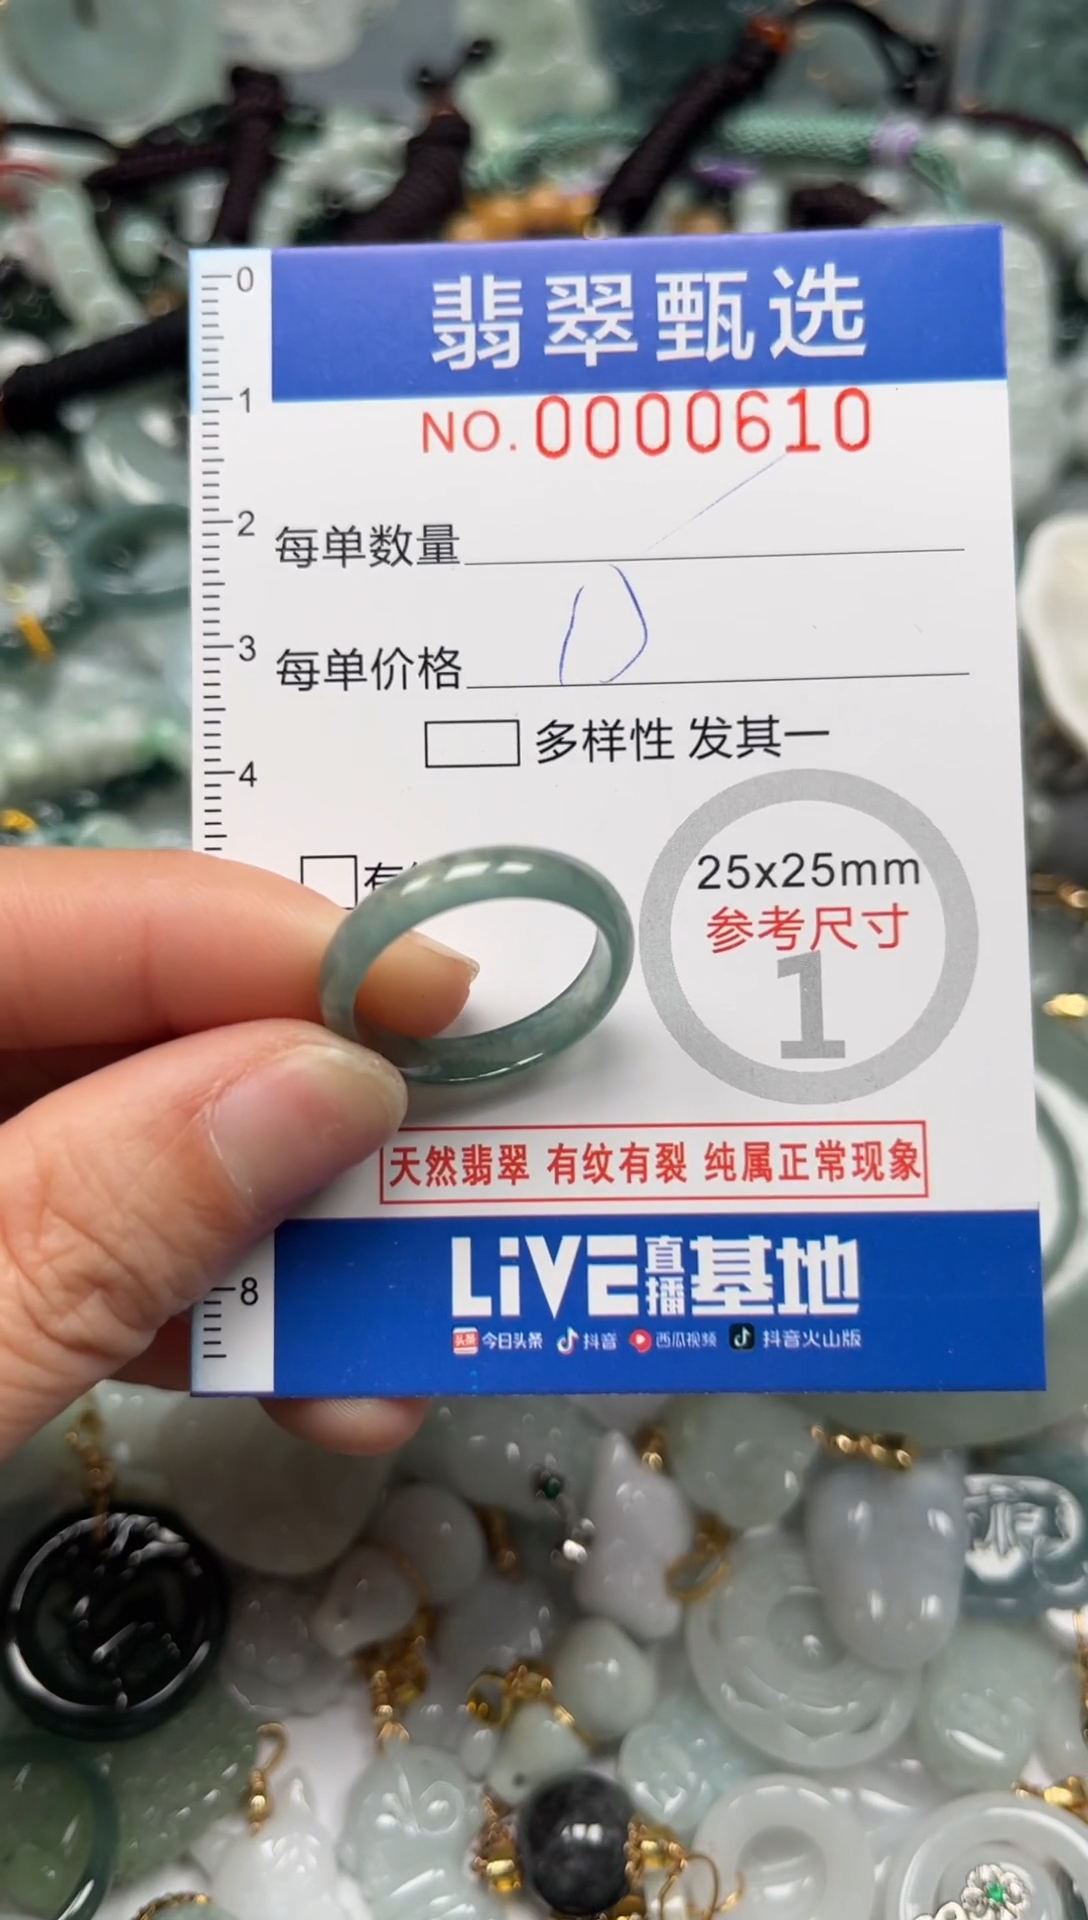 翡翠甄选
NO.0000610
每单数量
每单价格
多样性 发其一
有
25x25mm
参考尺寸
1
天然翡翠 有纹有裂 纯属正常现象
LiVE直播基地
头条 今日头条 抖音 西瓜视频 抖音火山版
0
1
2
3
4
8